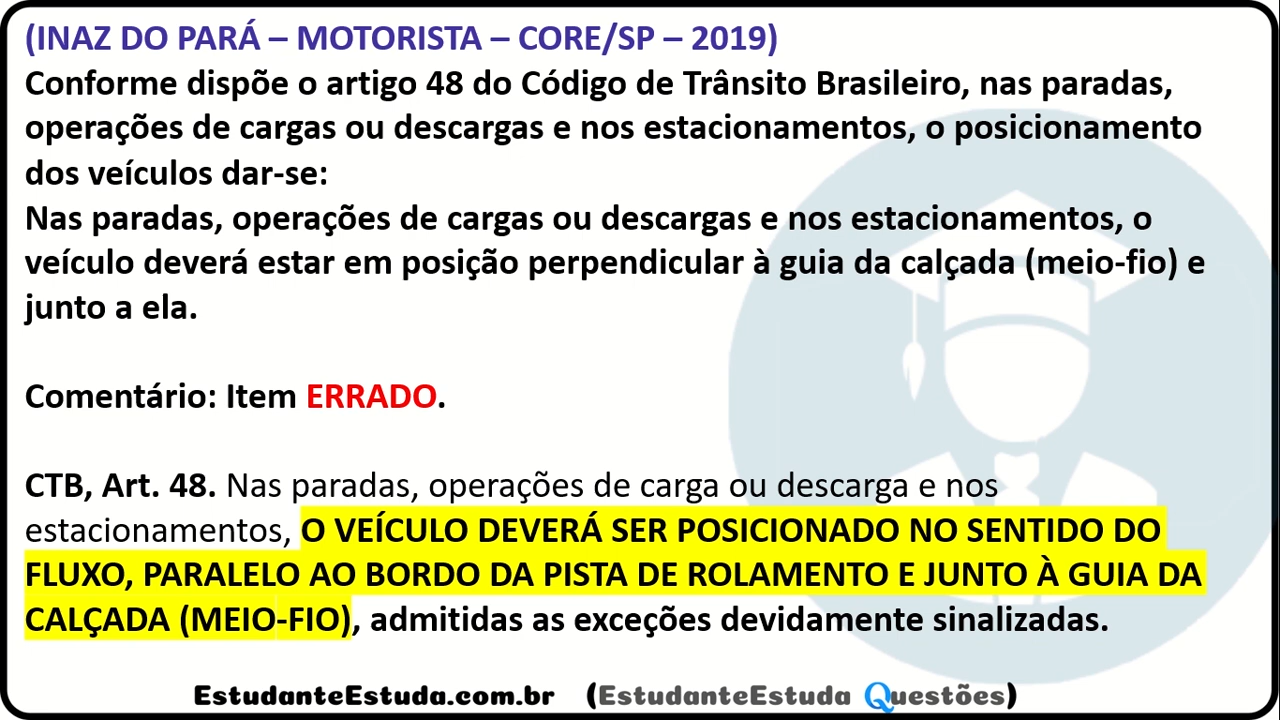 (INAZ DO PARÁ – MOTORISTA – CORE/SP – 2019)
Conforme dispõe o artigo 48 do Código de Trânsito Brasileiro, nas paradas,
operações de cargas ou descargas e nos estacionamentos, o posicionamento
dos veículos dar-se:
Nas paradas, operações de cargas ou descargas e nos estacionamentos, o
veículo deverá estar em posição perpendicular à guia da calçada (meio-fio) e
junto a ela.
Comentário: Item ERRADO.
CTB, Art. 48. Nas paradas, operações de carga ou descarga e nos
estacionamentos, O VEÍCULO DEVERÁ SER POSICIONADO NO SENTIDO DO
FLUXO, PARALELO AO BORDO DA PISTA DE ROLAMENTO E JUNTO À GUIA DA
CALÇADA (MEIO-FIO), admitidas as exceções devidamente sinalizadas.
EstudanteEstuda.com.br (EstudanteEstuda Questões)